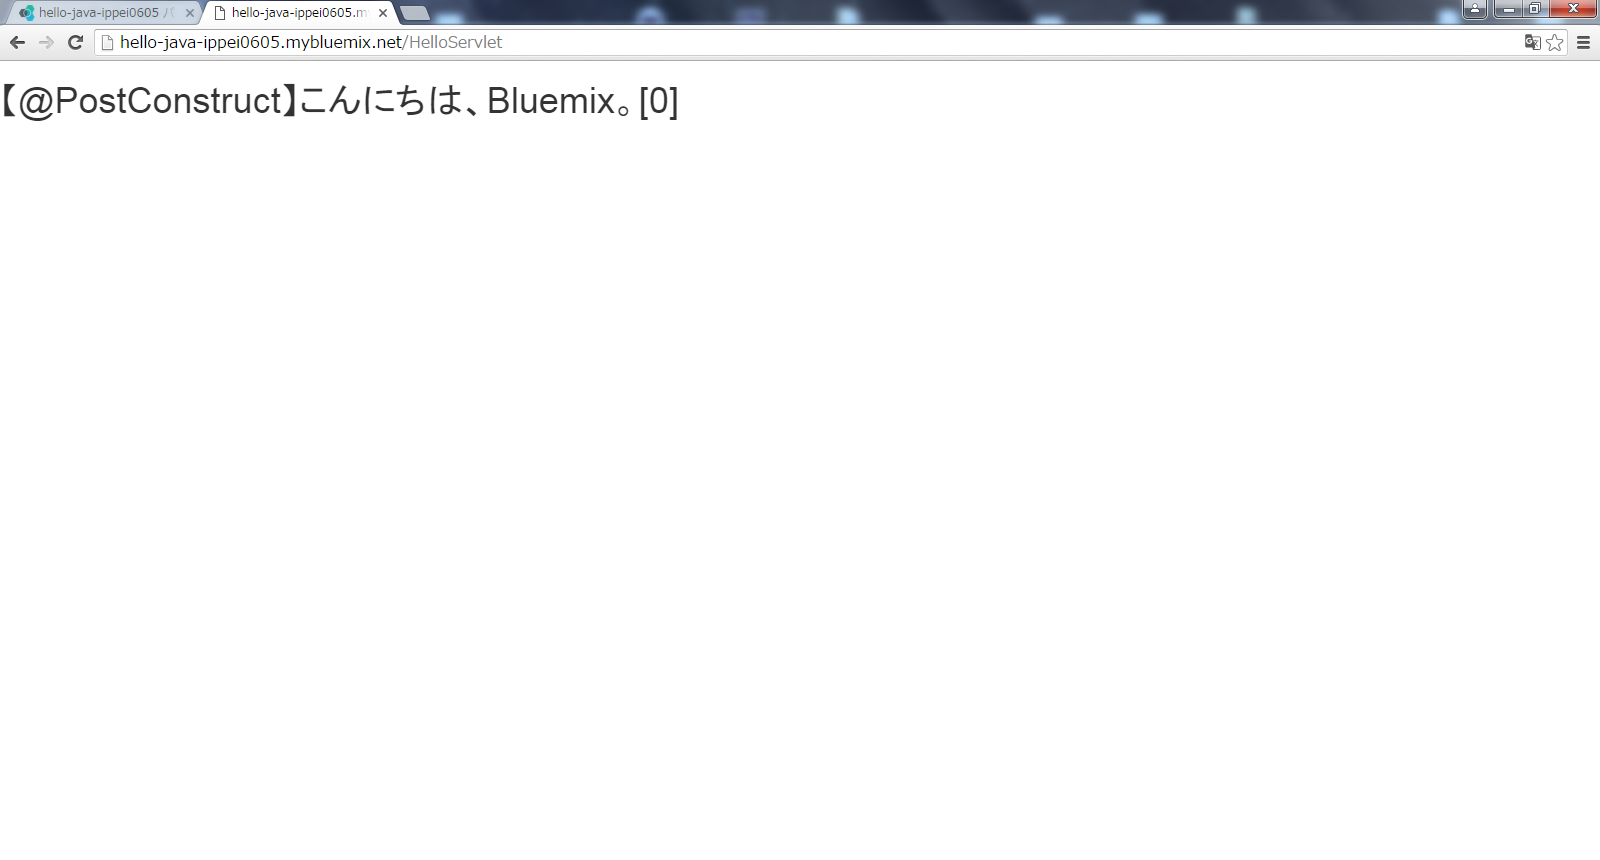 hello-java-ippei0605 /
hello-java-ippei0605.m
hello-java-ippei0605.mybluemix.net/HelloServlet
【@PostConstruct】こんにちは、Bluemix。[0]